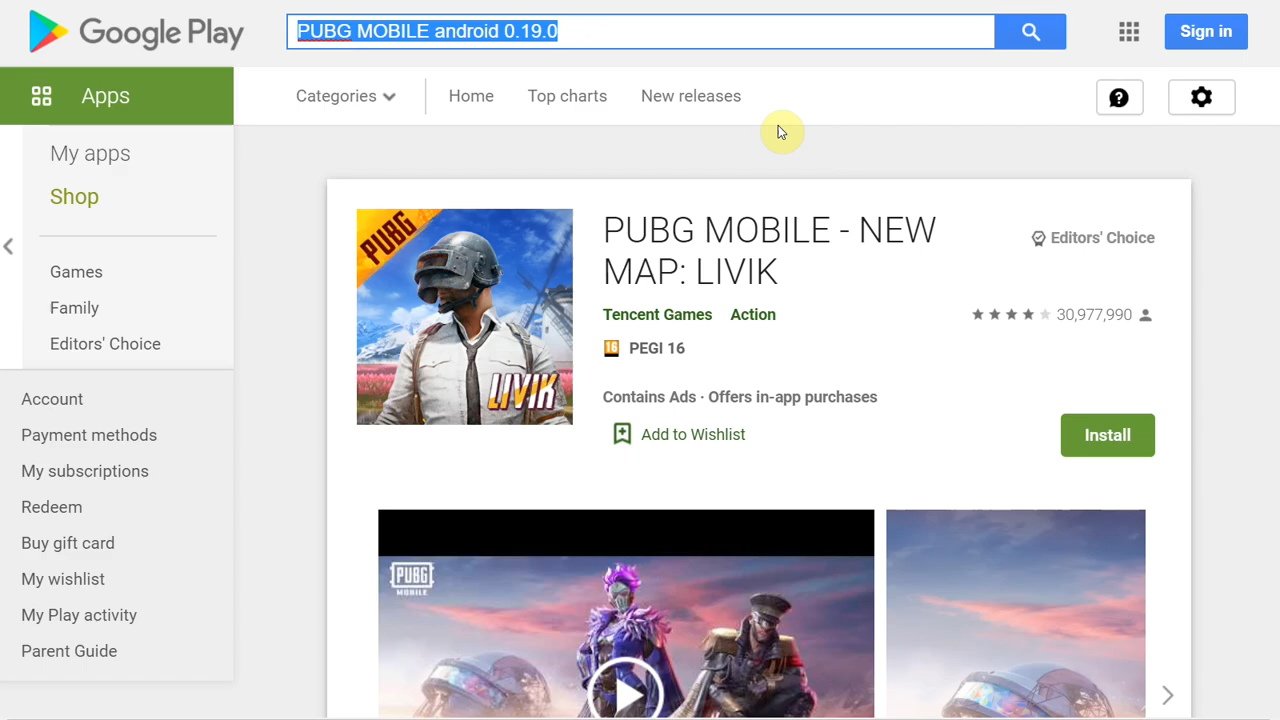 Google Play
PUBG MOBILE android 0.19.0
Sign in
Apps
Categories
Home
Top charts
New releases
My apps
Shop
Games
Family
Editors' Choice
Account
Payment methods
My subscriptions
Redeem
Buy gift card
My wishlist
My Play activity
Parent Guide
PUBG
LIVIK
PUBG MOBILE - NEW
MAP: LIVIK
Editors' Choice
Tencent Games
Action
30,977,990
16
PEGI 16
Contains Ads · Offers in-app purchases
Add to Wishlist
Install
PUBG
MOBILE